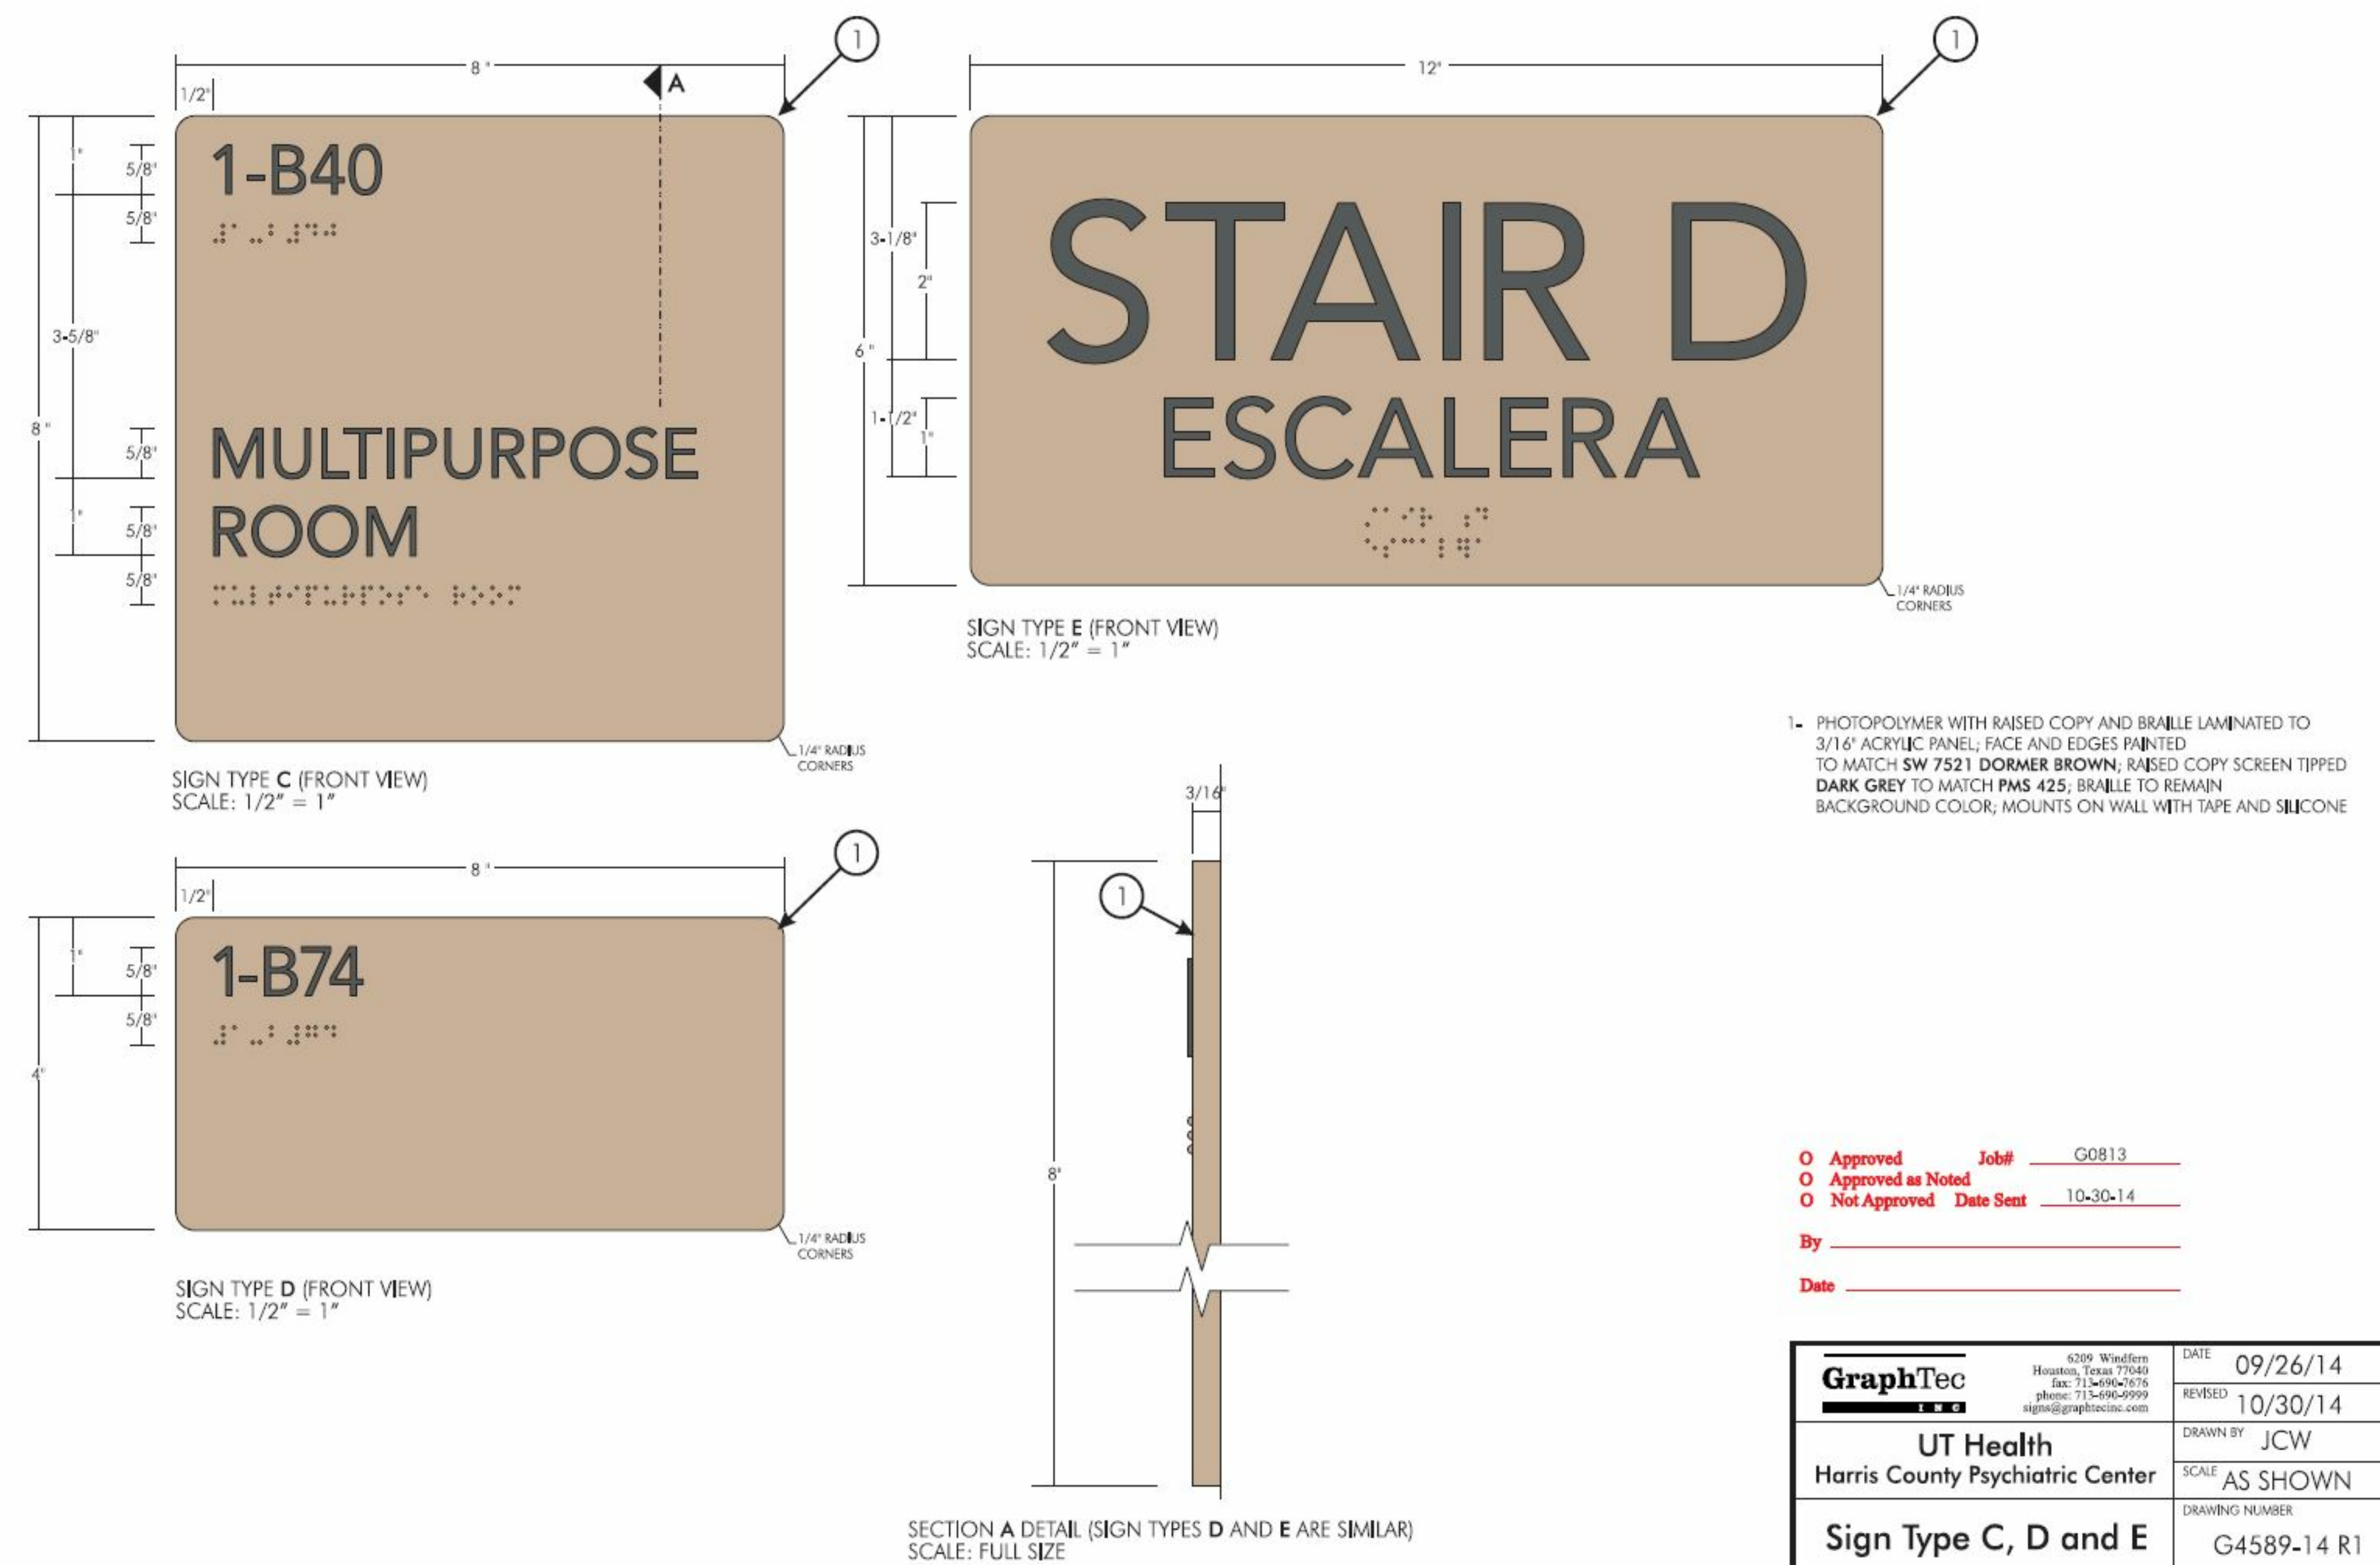 1
8"
A
1/2"
1-B40
⠼⠁⠤⠃⠼⠙⠚
1"
5/8"
5/8"
3-5/8"
8"
5/8"
MULTIPURPOSE
ROOM
1"
5/8"
5/8"
1/4" RADIUS
CORNERS
SIGN TYPE C (FRONT VIEW)
SCALE: 1/2" = 1"
1
12"
STAIR D
ESCALERA
3-1/8"
2"
6"
1-1/2"
1"
1/4" RADIUS
CORNERS
SIGN TYPE E (FRONT VIEW)
SCALE: 1/2" = 1"
1- PHOTOPOLYMER WITH RAISED COPY AND BRAILLE LAMINATED TO
3/16" ACRYLIC PANEL; FACE AND EDGES PAINTED
TO MATCH SW 7521 DORMER BROWN; RAISED COPY SCREEN TIPPED
DARK GREY TO MATCH PMS 425; BRAILLE TO REMAIN
BACKGROUND COLOR; MOUNTS ON WALL WITH TAPE AND SILICONE
1
8"
1/2"
1-B74
1"
5/8"
5/8"
4"
1/4" RADIUS
CORNERS
SIGN TYPE D (FRONT VIEW)
SCALE: 1/2" = 1"
3/16"
1
8"
SECTION A DETAIL (SIGN TYPES D AND E ARE SIMILAR)
SCALE: FULL SIZE
O Approved Job# G0813
O Approved as Noted
O Not Approved Date Sent 10-30-14
By
Date
GraphTec
INC
6209 Windfern
Houston, Texas 77040
fax: 713-690-7676
phone: 713-690-9999
signs@graphtecinc.com
DATE 09/26/14
REVISED 10/30/14
UT Health
Harris County Psychiatric Center
DRAWN BY JCW
SCALE AS SHOWN
Sign Type C, D and E
DRAWING NUMBER
G4589-14 R1